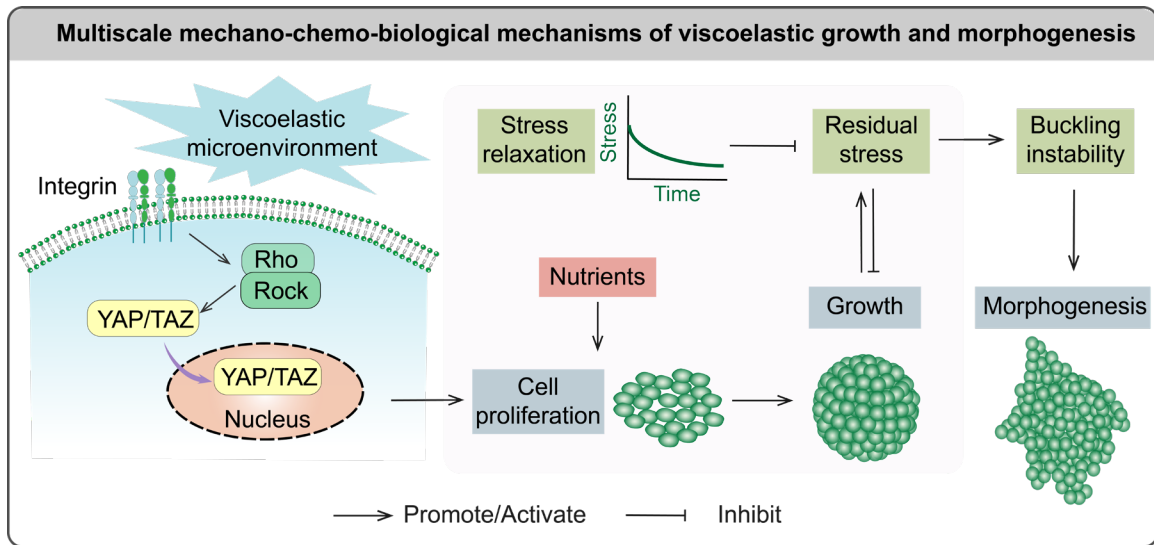 Multiscale mechano-chemo-biological mechanisms of viscoelastic growth and morphogenesis
Viscoelastic
microenvironment
Integrin
Rho
Rock
YAP/TAZ
YAP/TAZ
Nucleus
Stress
relaxation
Stress
Time
Residual
stress
Buckling
instability
Nutrients
Growth
Morphogenesis
Cell
proliferation
Promote/Activate
Inhibit